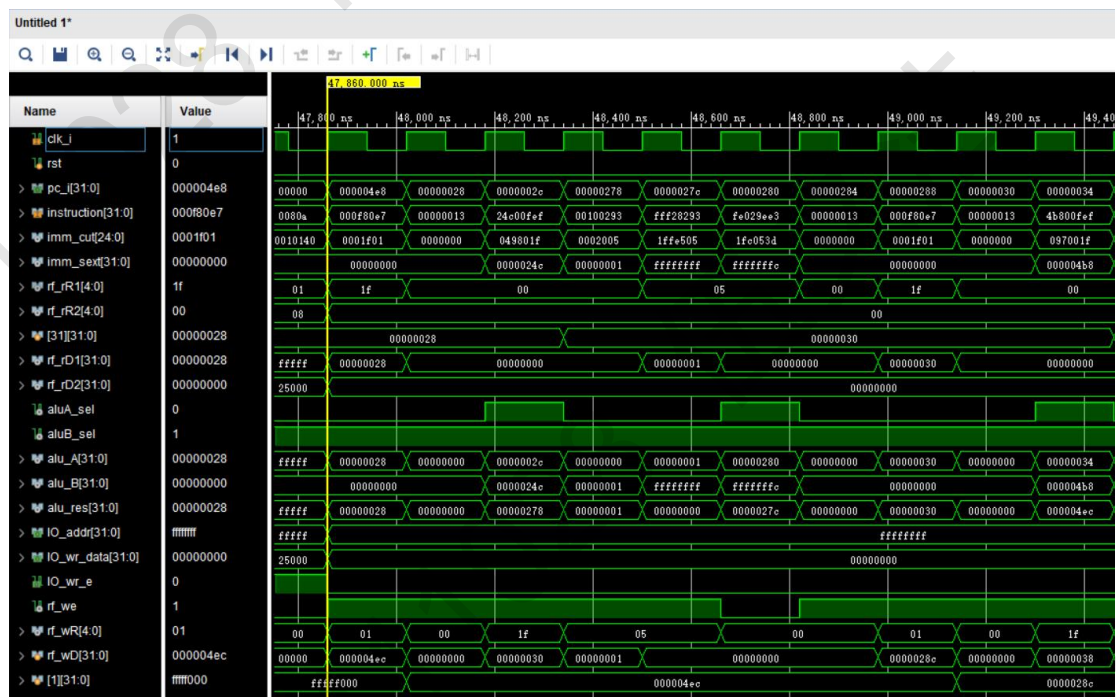 Untitled 1*
47,860.000 ns
Name Value
47,800 ns 48,000 ns 48,200 ns 48,400 ns 48,600 ns 48,800 ns 49,000 ns 49,200 ns 49,40
clk_i 1
rst 0
pc_i[31:0] 000004e8 00000 000004e8 00000028 0000002c 00000278 0000027c 00000280 00000284 00000288 00000030 00000034
instruction[31:0] 000f80e7 0080a 000f80e7 00000013 24c00fef 00100293 fff28293 fe029ee3 00000013 000f80e7 00000013 4b800fef
imm_cut[24:0] 0001f01 0010140 0001f01 0000000 049801f 0002005 1ffe505 1fc053d 0000000 0001f01 0000000 097001f
imm_sext[31:0] 00000000 00000000 0000024c 00000001 ffffffff fffffffc 00000000 000004b8
rf_rR1[4:0] 1f 01 1f 00 05 00 1f 00
rf_rR2[4:0] 00 08 00
[31][31:0] 00000028 00000028 00000030
rf_rD1[31:0] 00000028 fffff 00000028 00000000 00000001 00000000 00000030 00000000
rf_rD2[31:0] 00000000 25000 00000000
aluA_sel 0
aluB_sel 1
alu_A[31:0] 00000028 fffff 00000028 00000000 0000002c 00000000 00000001 00000280 00000000 00000030 00000000 00000034
alu_B[31:0] 00000000 00000000 0000024c 00000001 ffffffff fffffffc 00000000 000004b8
alu_res[31:0] 00000028 fffff 00000028 00000000 00000278 00000001 00000000 0000027c 00000000 00000030 00000000 000004ec
IO_addr[31:0] ffffffff fffff ffffffff
IO_wr_data[31:0] 00000000 25000 00000000
IO_wr_e 0
rf_we 1
rf_wR[4:0] 01 00 01 00 1f 05 00 01 00 1f
rf_wD[31:0] 000004ec 00000 000004ec 00000000 00000030 00000001 00000000 0000028c 00000000 00000038
[1][31:0] fffff000 fffff000 000004ec 0000028c